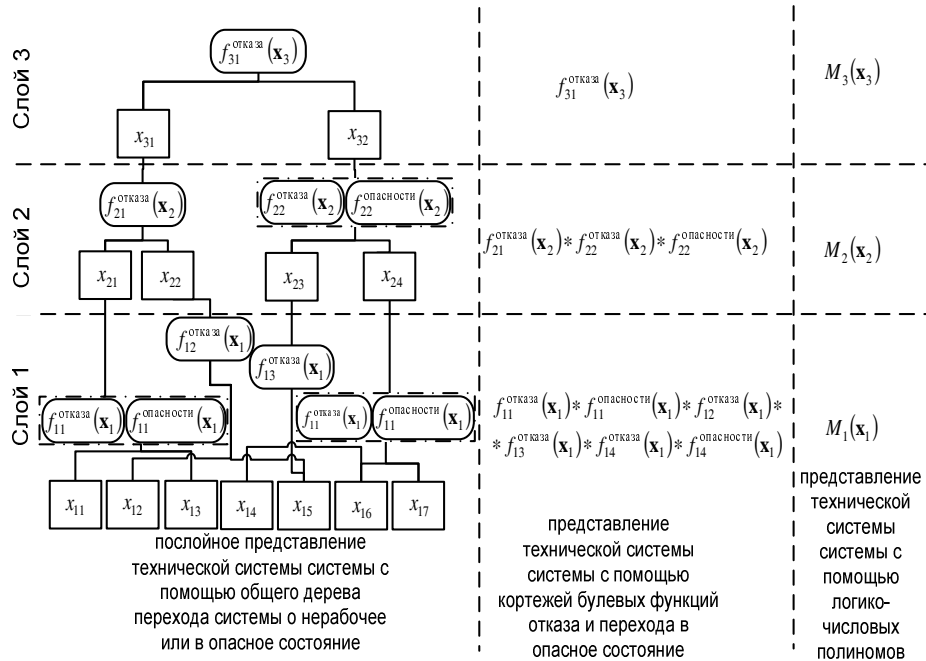 Слой 3
f₃₁^отказа(x₃)
x₃₁ x₃₂
f₃₁^отказа(x₃)
M₃(x₃)
Слой 2
f₂₁^отказа(x₂) f₂₂^отказа(x₂) f₂₂^опасности(x₂)
x₂₁ x₂₂ x₂₃ x₂₄
f₂₁^отказа(x₂)* f₂₂^отказа(x₂)* f₂₂^опасности(x₂)
M₂(x₂)
Слой 1
f₁₂^отказа(x₁)
f₁₃^отказа(x₁)
f₁₁^отказа(x₁) f₁₁^опасности(x₁) f₁₁^отказа(x₁) f₁₁^опасности(x₁)
x₁₁ x₁₂ x₁₃ x₁₄ x₁₅ x₁₆ x₁₇
f₁₁^отказа(x₁)* f₁₁^опасности(x₁)* f₁₂^отказа(x₁)*
* f₁₃^отказа(x₁)* f₁₄^отказа(x₁)* f₁₄^опасности(x₁)
M₁(x₁)
послойное представление
технической системы системы с
помощью общего дерева
перехода системы о нерабочее
или в опасное состояние
представление
технической системы
системы с помощью
кортежей булевых функций
отказа и перехода в
опасное состояние
представление
технической
системы
системы с
помощью
логико-
числовых
полиномов